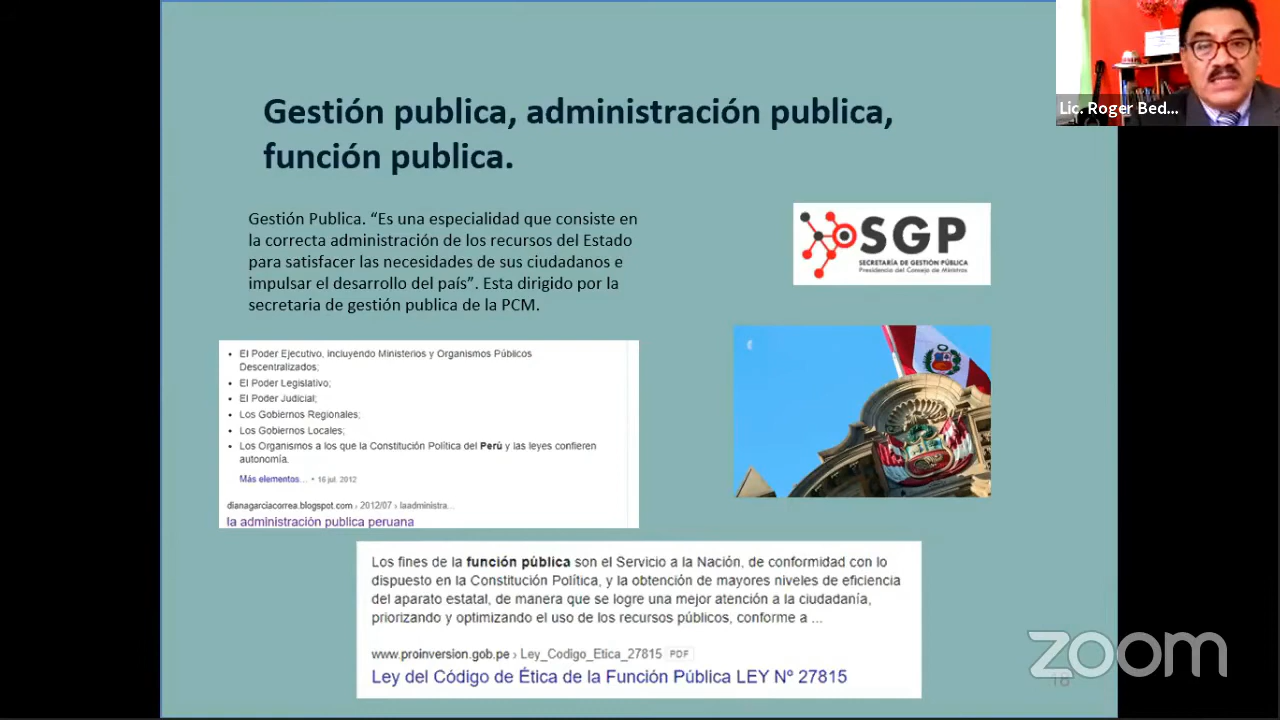 Gestión publica, administración publica,
función publica.
Lic. Roger Bed...
Gestión Publica. “Es una especialidad que consiste en
la correcta administración de los recursos del Estado
para satisfacer las necesidades de sus ciudadanos e
impulsar el desarrollo del país”. Esta dirigido por la
secretaria de gestión publica de la PCM.
SGP
SECRETARÍA DE GESTIÓN PÚBLICA
Presidencia del Consejo de Ministros
• El Poder Ejecutivo, incluyendo Ministerios y Organismos Públicos
Descentralizados;
• El Poder Legislativo;
• El Poder Judicial;
• Los Gobiernos Regionales;
• Los Gobiernos Locales;
• Los Organismos a los que la Constitución Política del Perù y las leyes confieren
autonomía.
Más elementos... • 16 jul. 2012
dianagarciacorrea.blogspot.com › 2012/07 › laadministra...
la administración publica peruana
Los fines de la función pùblica son el Servicio a la Nación, de conformidad con lo
dispuesto en la Constitución Política, y la obtención de mayores niveles de eficiencia
del aparato estatal, de manera que se logre una mejor atención a la ciudadanía,
priorizando y optimizando el uso de los recursos públicos, conforme a ...
www.proinversion.gob.pe › Ley_Codigo_Etica_27815 PDF
Ley del Código de Ética de la Función Pública LEY Nº 27815
zoom
18